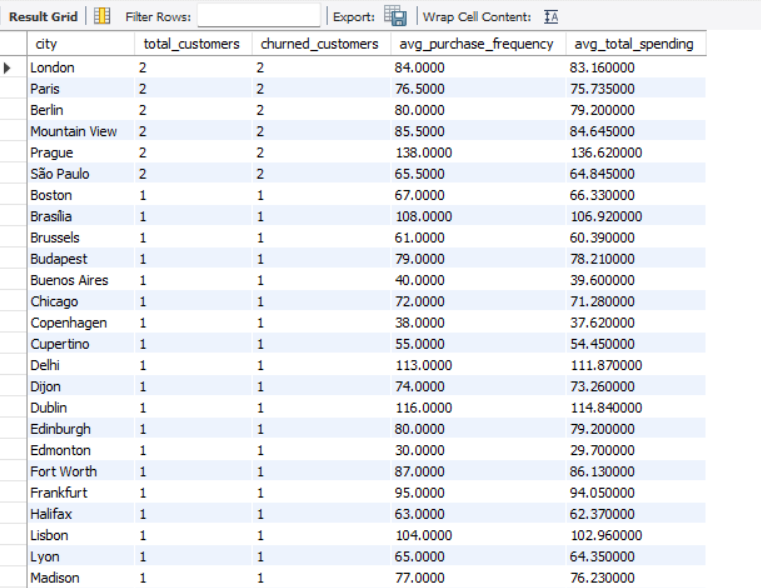 Result Grid Filter Rows: Export: Wrap Cell Content: IA
city total_customers churned_customers avg_purchase_frequency avg_total_spending
London 2 2 84.0000 83.160000
Paris 2 2 76.5000 75.735000
Berlin 2 2 80.0000 79.200000
Mountain View 2 2 85.5000 84.645000
Prague 2 2 138.0000 136.620000
São Paulo 2 2 65.5000 64.845000
Boston 1 1 67.0000 66.330000
Brasília 1 1 108.0000 106.920000
Brussels 1 1 61.0000 60.390000
Budapest 1 1 79.0000 78.210000
Buenos Aires 1 1 40.0000 39.600000
Chicago 1 1 72.0000 71.280000
Copenhagen 1 1 38.0000 37.620000
Cupertino 1 1 55.0000 54.450000
Delhi 1 1 113.0000 111.870000
Dijon 1 1 74.0000 73.260000
Dublin 1 1 116.0000 114.840000
Edinburgh 1 1 80.0000 79.200000
Edmonton 1 1 30.0000 29.700000
Fort Worth 1 1 87.0000 86.130000
Frankfurt 1 1 95.0000 94.050000
Halifax 1 1 63.0000 62.370000
Lisbon 1 1 104.0000 102.960000
Lyon 1 1 65.0000 64.350000
Madison 1 1 77.0000 76.230000